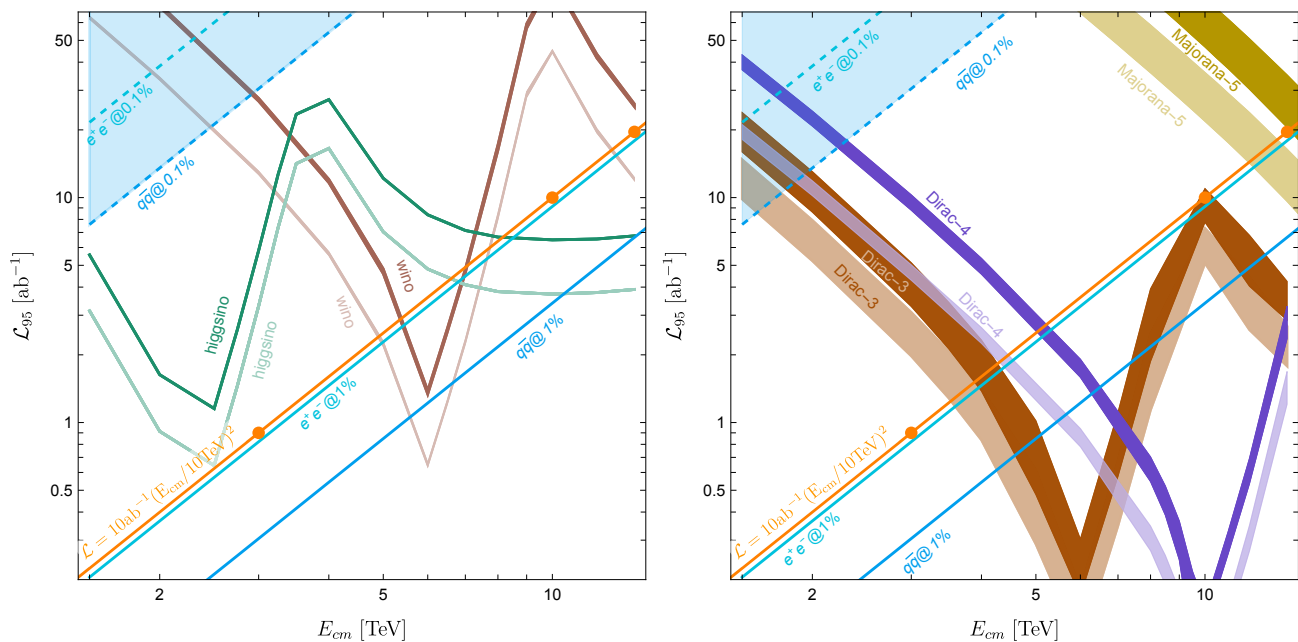 50
10
5
1
0.5
2
5
10
𝓛₉₅ [ab⁻¹]
E_cm [TeV]
e⁺e⁻@0.1%
qq̄@0.1%
higgsino
higgsino
wino
wino
qq̄@1%
e⁺e⁻@1%
𝓛 = 10ab⁻¹(E_cm/10TeV)²
50
10
5
1
0.5
2
5
10
𝓛₉₅ [ab⁻¹]
E_cm [TeV]
e⁺e⁻@0.1%
qq̄@0.1%
Majorana-5
Majorana-5
Dirac-4
Dirac-3
Dirac-3
Dirac-4
qq̄@1%
e⁺e⁻@1%
𝓛 = 10ab⁻¹(E_cm/10TeV)²